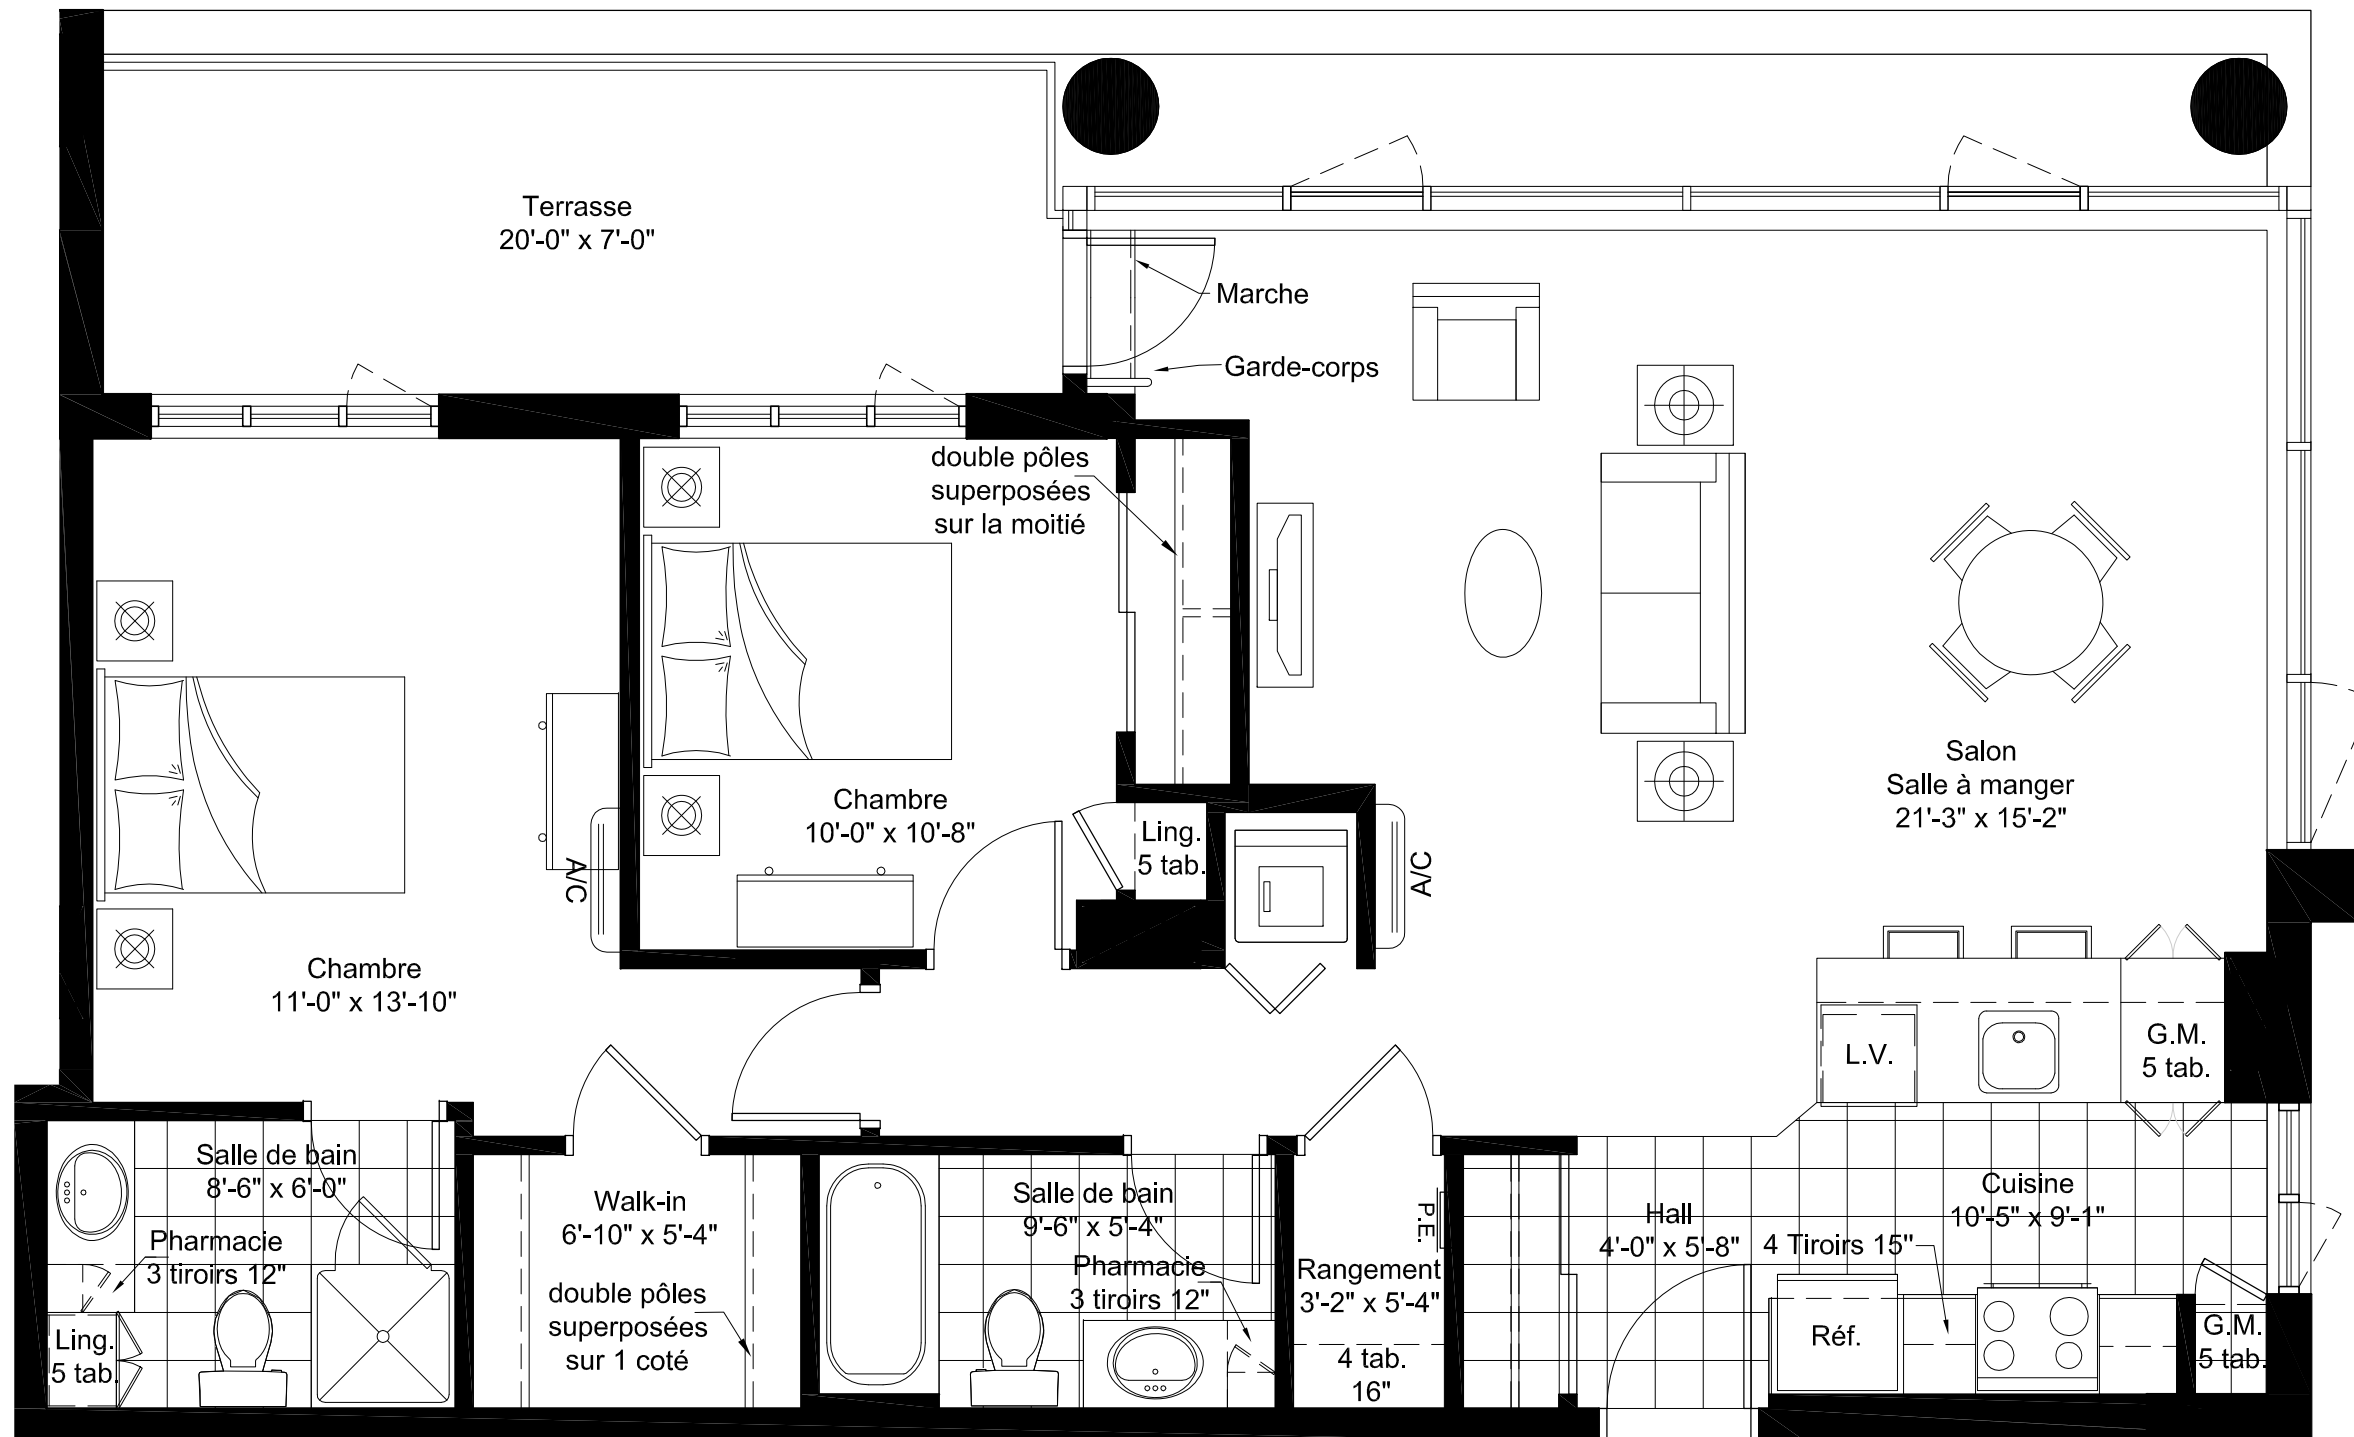 Terrasse
20'-0" x 7'-0"
Marche
Garde-corps
double pôles
superposées
sur la moitié
Salon
Salle à manger
21'-3" x 15'-2"
Chambre
10'-0" x 10'-8"
Ling.
5 tab.
A/C
A/C
Chambre
11'-0" x 13'-10"
L.V.
G.M.
5 tab.
Salle de bain
8'-6" x 6'-0"
Pharmacie
3 tiroirs 12"
Ling.
5 tab.
Walk-in
6'-10" x 5'-4"
double pôles
superposées
sur 1 coté
Salle de bain
9'-6" x 5'-4"
Pharmacie
3 tiroirs 12"
P.E.
Rangement
3'-2" x 5'-4"
4 tab.
16"
Hall
4'-0" x 5'-8"
Cuisine
10'-5" x 9'-1"
4 Tiroirs 15"
Réf.
G.M.
5 tab.